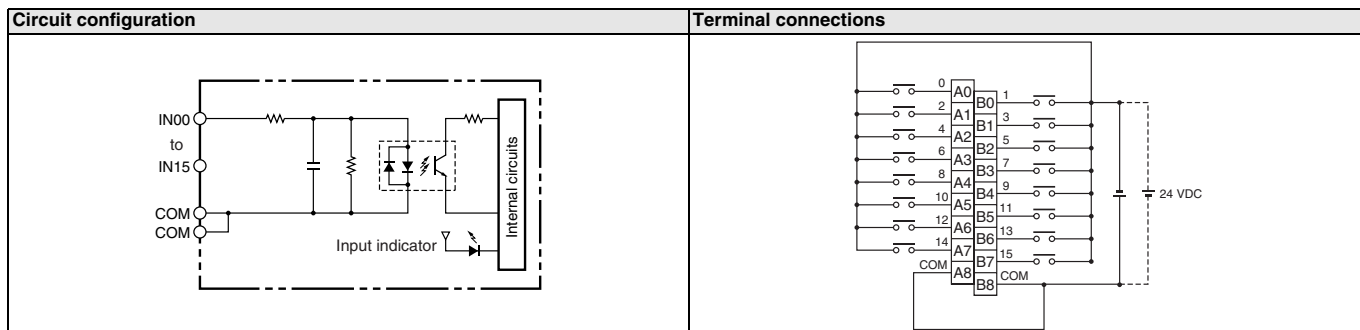 Circuit configuration
Terminal connections
IN00
to
IN15
COM
COM
Input indicator
Internal circuits
0 A0
B0 1
2 A1
B1 3
4 A2
B2 5
6 A3
B3 7
8 A4
B4 9
10 A5
B5 11
12 A6
B6 13
14 A7
B7 15
COM A8
B8 COM
24 VDC